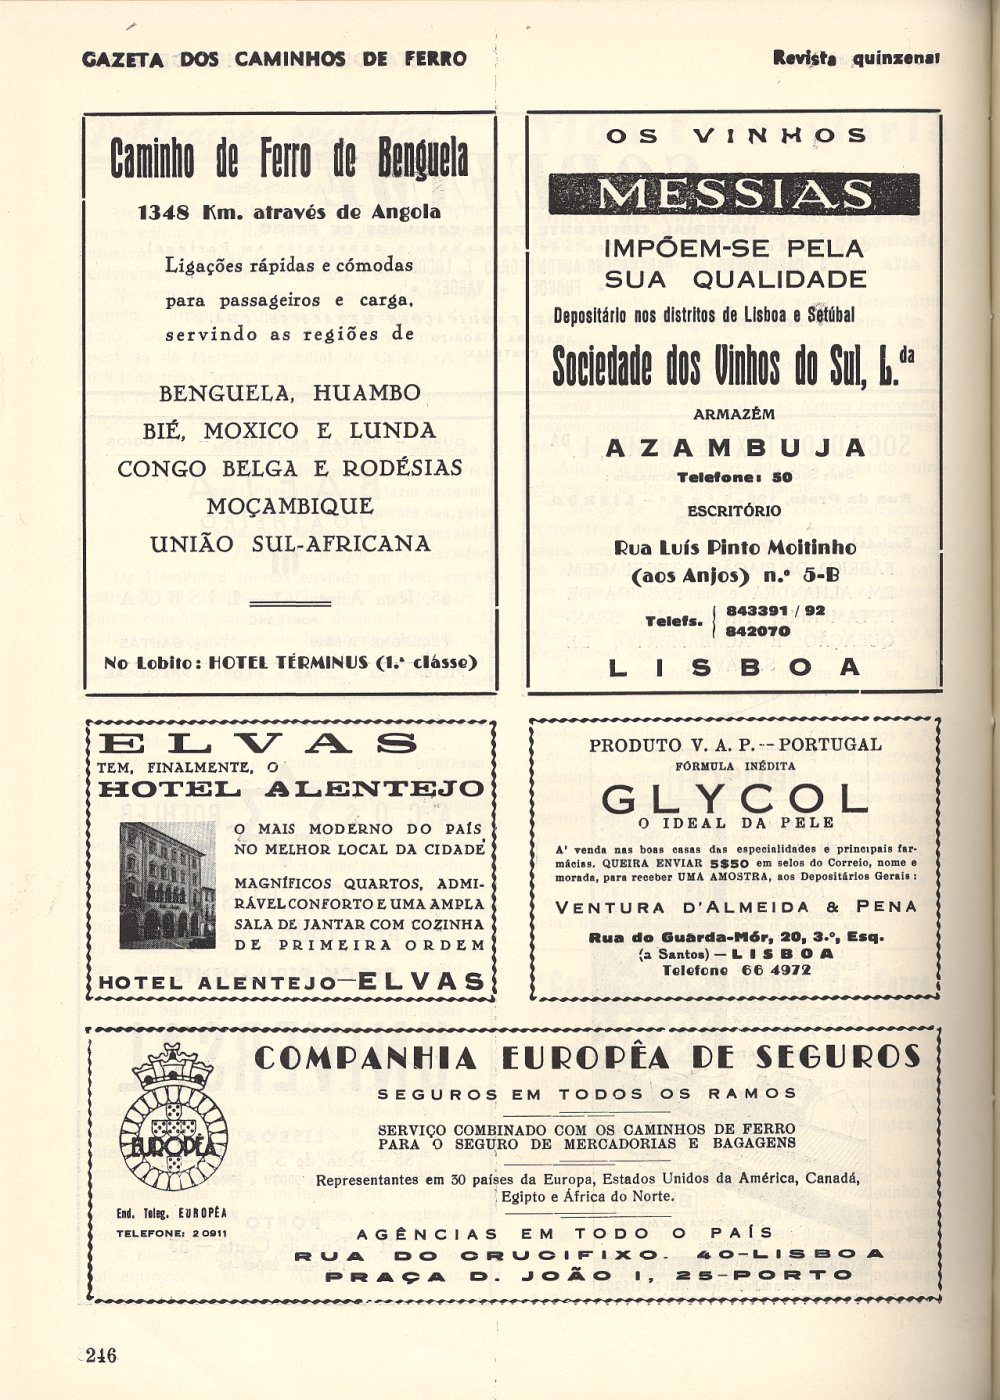 GAZETA DOS CAMINHOS DE FERRO
Revista quinzenal
Caminho de Ferro de Benguela
1348 Km. através de Angola
Ligações rápidas e cómodas
para passageiros e carga,
servindo as regiões de
BENGUELA, HUAMBO
BIÉ, MOXICO E LUNDA
CONGO BELGA E RODÉSIAS
MOÇAMBIQUE
UNIÃO SUL-AFRICANA
No Lobito: HOTEL TÉRMINUS (1.ª clásse)
OS VINHOS
MESSIAS
IMPÕEM-SE PELA
SUA QUALIDADE
Depositário nos distritos de Lisboa e Setúbal
Sociedade dos Vinhos do Sul, L.da
ARMAZÉM
AZAMBUJA
Telefone: 50
ESCRITÓRIO
Rua Luís Pinto Moitinho
(aos Anjos) n.º 5-B
Telefs. 843391/92
842070
LISBOA
ELVAS
TEM, FINALMENTE, O
HOTEL ALENTEJO
O MAIS MODERNO DO PAÍS
NO MELHOR LOCAL DA CIDADE
MAGNÍFICOS QUARTOS, ADMI-
RÁVEL CONFORTO E UMA AMPLA
SALA DE JANTAR COM COZINHA
DE PRIMEIRA ORDEM
HOTEL ALENTEJO—ELVAS
PRODUTO V. A. P.--PORTUGAL
FÓRMULA INÉDITA
GLYCOL
O IDEAL DA PELE
A' venda nas boas casas das especialidades e principais far-
mácias. QUEIRA ENVIAR 5$50 em selos do Correio, nome e
morada, para receber UMA AMOSTRA, aos Depositários Gerais:
VENTURA D'ALMEIDA & PENA
Rua do Guarda-Mór, 20, 3.º, Esq.
(a Santos) — LISBOA
Telefone 66 4972
COMPANHIA EUROPÊA DE SEGUROS
SEGUROS EM TODOS OS RAMOS
SERVIÇO COMBINADO COM OS CAMINHOS DE FERRO
PARA O SEGURO DE MERCADORIAS E BAGAGENS
Representantes em 30 países da Europa, Estados Unidos da América, Canadá,
Egipto e África do Norte.
AGÊNCIAS EM TODO O PAÍS
RUA DO CRUCIFIXO. 40-LISBOA
PRAÇA D. JOÃO I, 25-PORTO
EUROPÊA
End. Teleg. EUROPÊA
TELEFONE: 2 0911
246